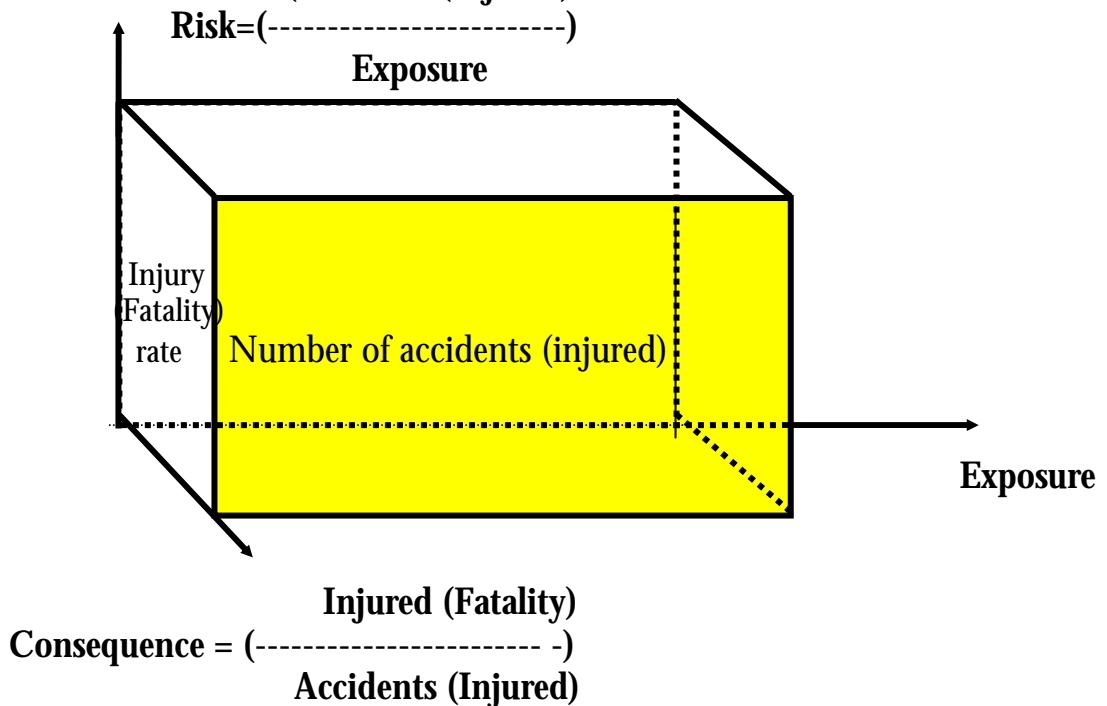 Risk=(-------------------------)
Exposure
Injury
(Fatality)
rate
Number of accidents (injured)
Exposure
Injured (Fatality)
Consequence = (------------------------ -)
Accidents (Injured)